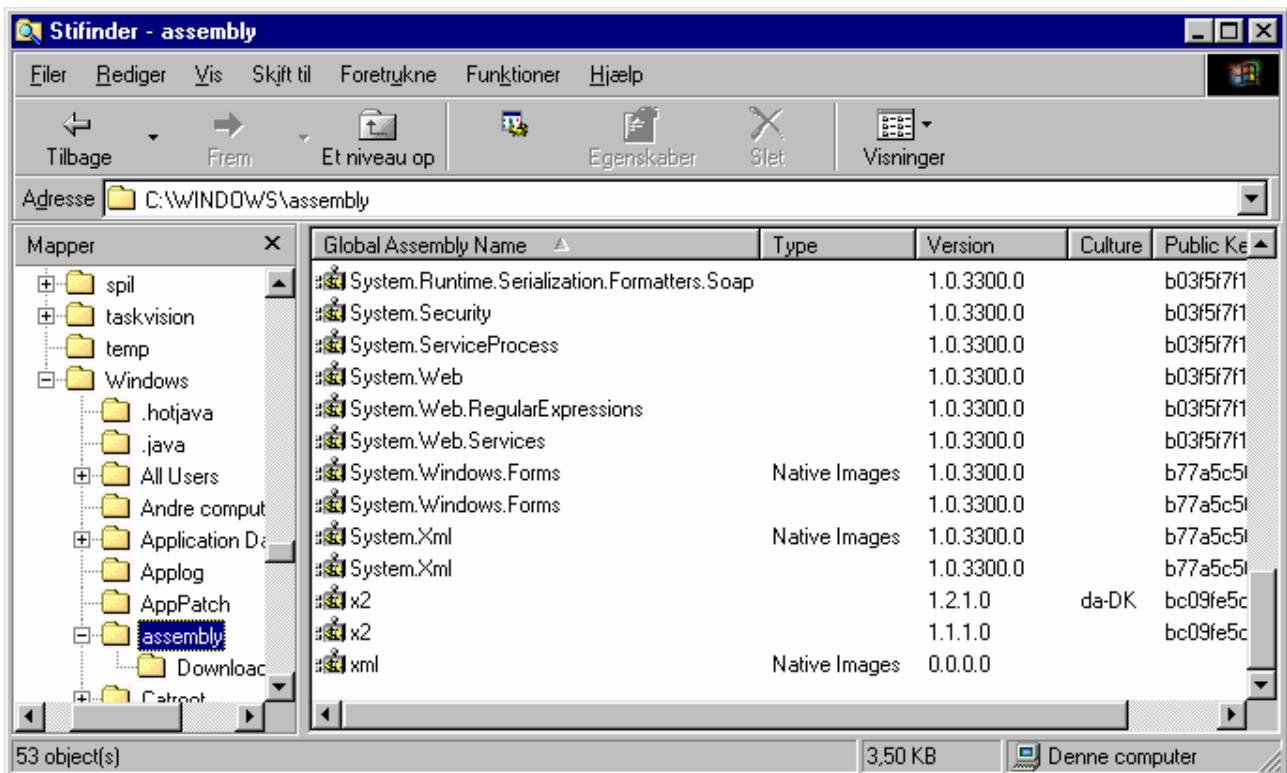 Stifinder - assembly
Filer Rediger Vis Skift til Foretrukne Funktioner Hjælp
Tilbage Frem Et niveau op Egenskaber Slet Visninger
Adresse C:\WINDOWS\assembly
Mapper
spil
taskvision
temp
Windows
.hotjava
.java
All Users
Andre comput
Application Da
Applog
AppPatch
assembly
Downloac
Catroot
Global Assembly Name Type Version Culture Public Ke
System.Runtime.Serialization.Formatters.Soap 1.0.3300.0 b03f5f7f1
System.Security 1.0.3300.0 b03f5f7f1
System.ServiceProcess 1.0.3300.0 b03f5f7f1
System.Web 1.0.3300.0 b03f5f7f1
System.Web.RegularExpressions 1.0.3300.0 b03f5f7f1
System.Web.Services 1.0.3300.0 b03f5f7f1
System.Windows.Forms Native Images 1.0.3300.0 b77a5c5
System.Windows.Forms 1.0.3300.0 b77a5c5
System.Xml Native Images 1.0.3300.0 b77a5c5
System.Xml 1.0.3300.0 b77a5c5
x2 1.2.1.0 da-DK bc09fe5c
x2 1.1.1.0 bc09fe5c
xml Native Images 0.0.0.0
53 object(s) 3,50 KB Denne computer